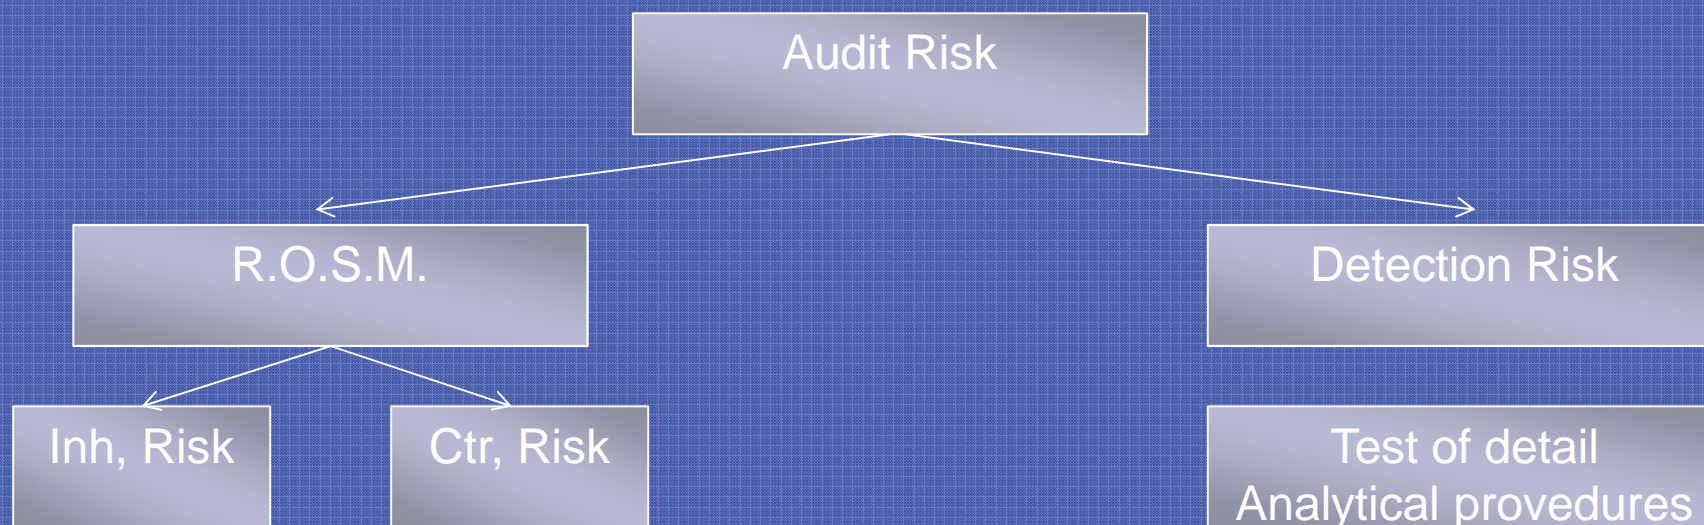 Audit Risk
R.O.S.M.
Detection Risk
Inh, Risk
Ctr, Risk
Test of detail
Analytical provedures